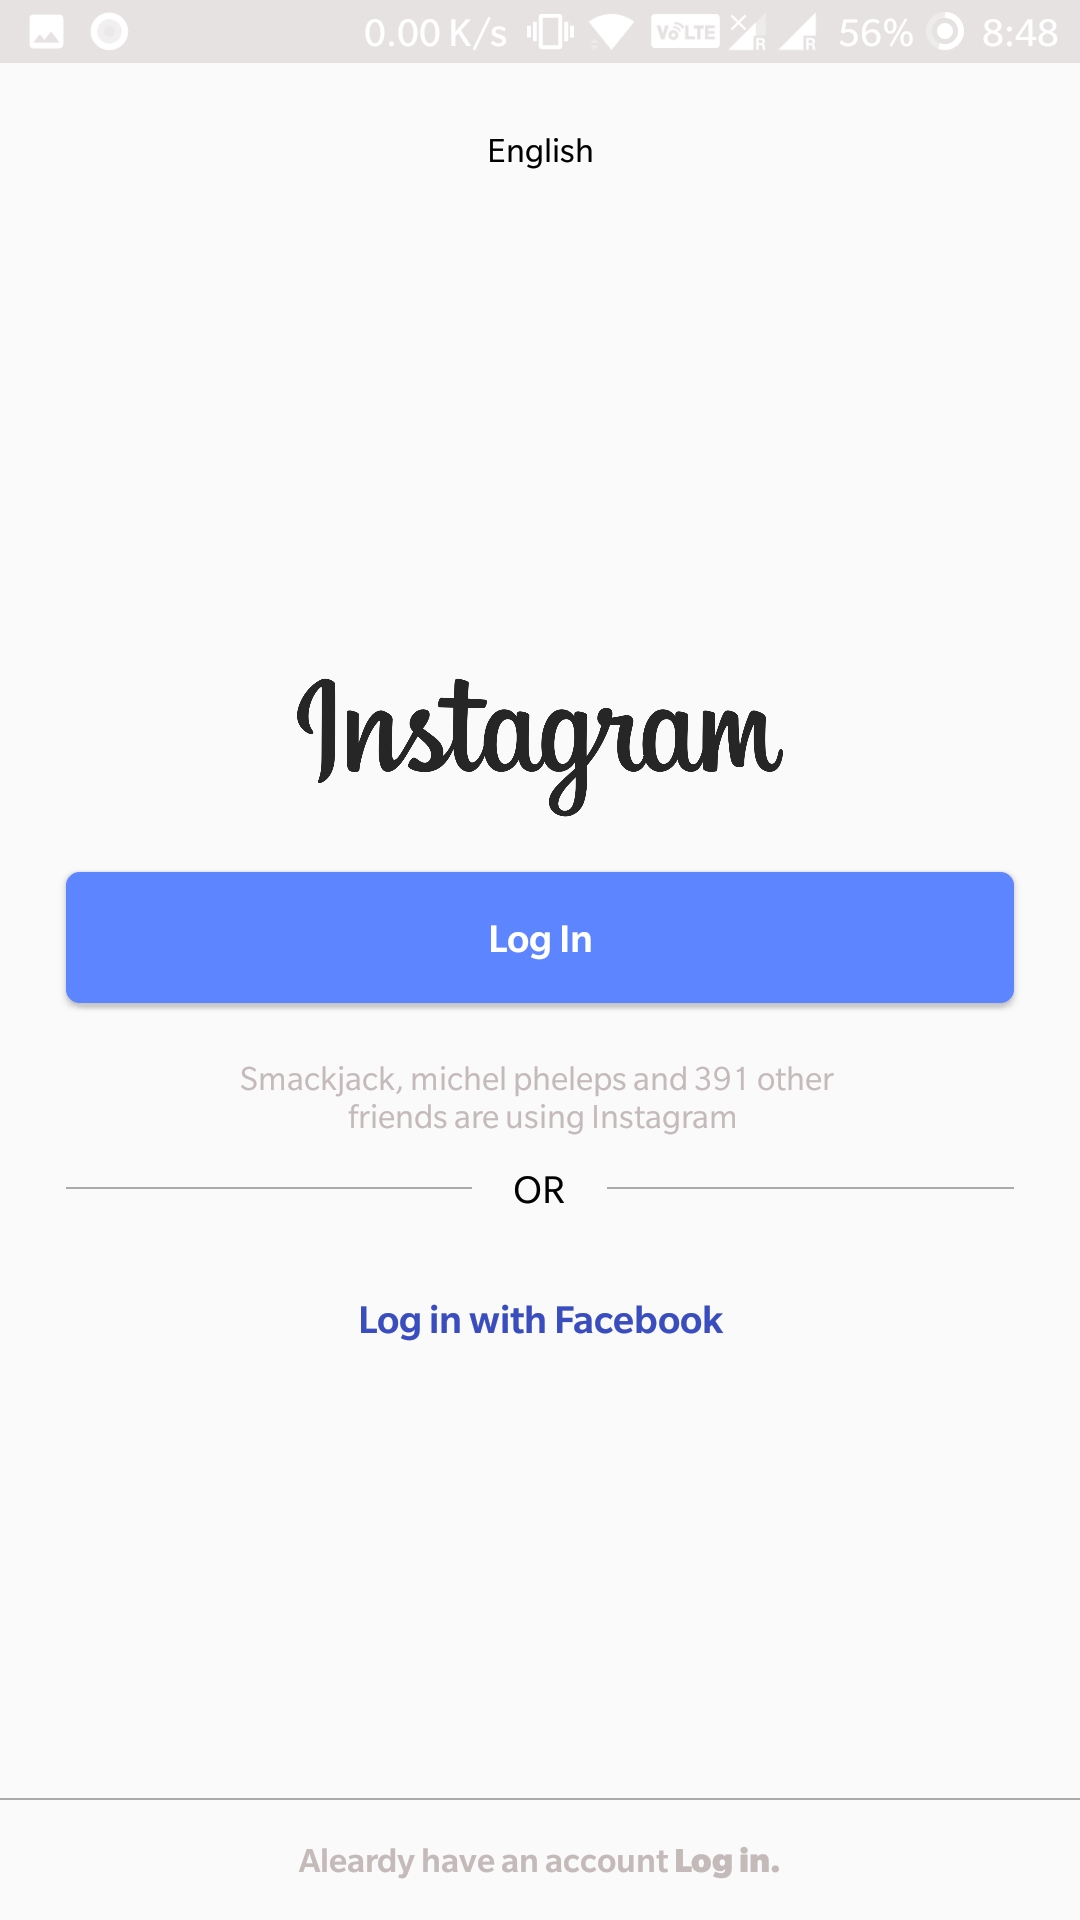 0.00 K/s VoLTE R R 56% 8:48
English
Instagram
Log In
Smackjack, michel pheleps and 391 other
friends are using Instagram
OR
Log in with Facebook
Aleardy have an account Log in.